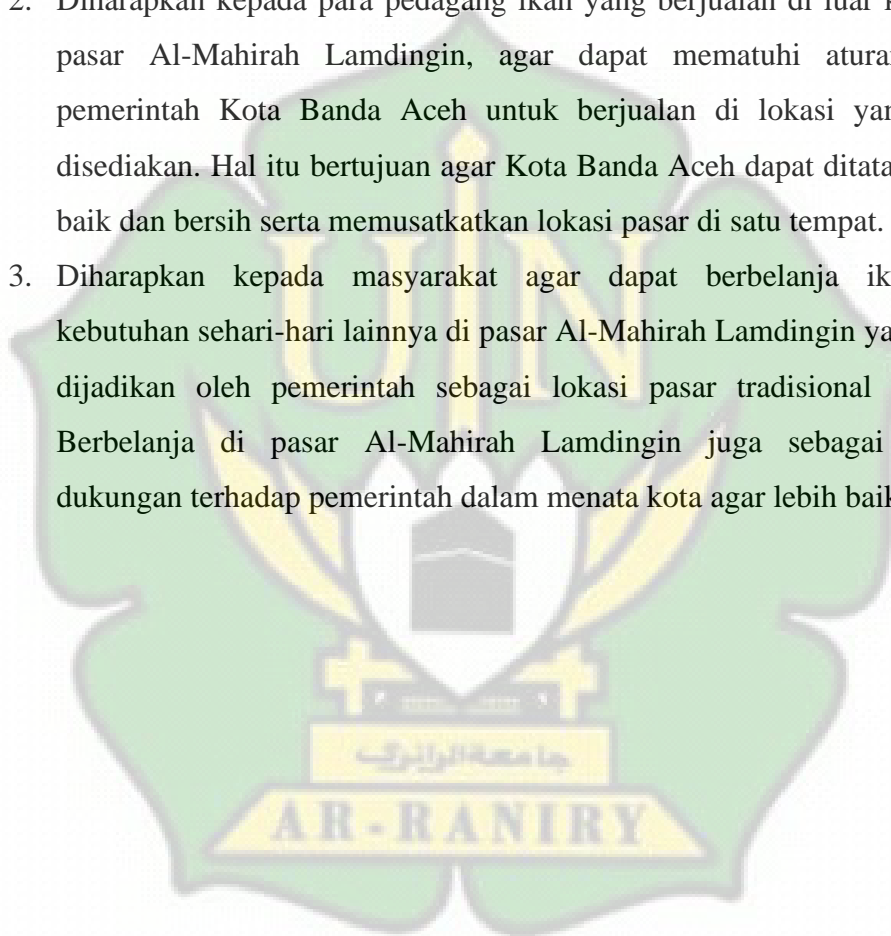 2. Diharapkan kepada para pedagang ikan yang berjualan di luar
pasar Al-Mahirah Lamdingin, agar dapat mematuhi
pemerintah Kota Banda Aceh untuk berjualan di lokasi
disediakan. Hal itu bertujuan agar Kota Banda Aceh dapat ditata
baik dan bersih serta memusatkatkan lokasi pasar di satu tempat.
3. Diharapkan kepada masyarakat agar dapat berbelanja
kebutuhan sehari-hari lainnya di pasar Al-Mahirah Lamdingin
dijadikan oleh pemerintah sebagai lokasi pasar tradisional
Berbelanja di pasar Al-Mahirah Lamdingin juga sebagai
dukungan terhadap pemerintah dalam menata kota agar lebih baik
UIN
جامعة الرانري
AR-RANIRY